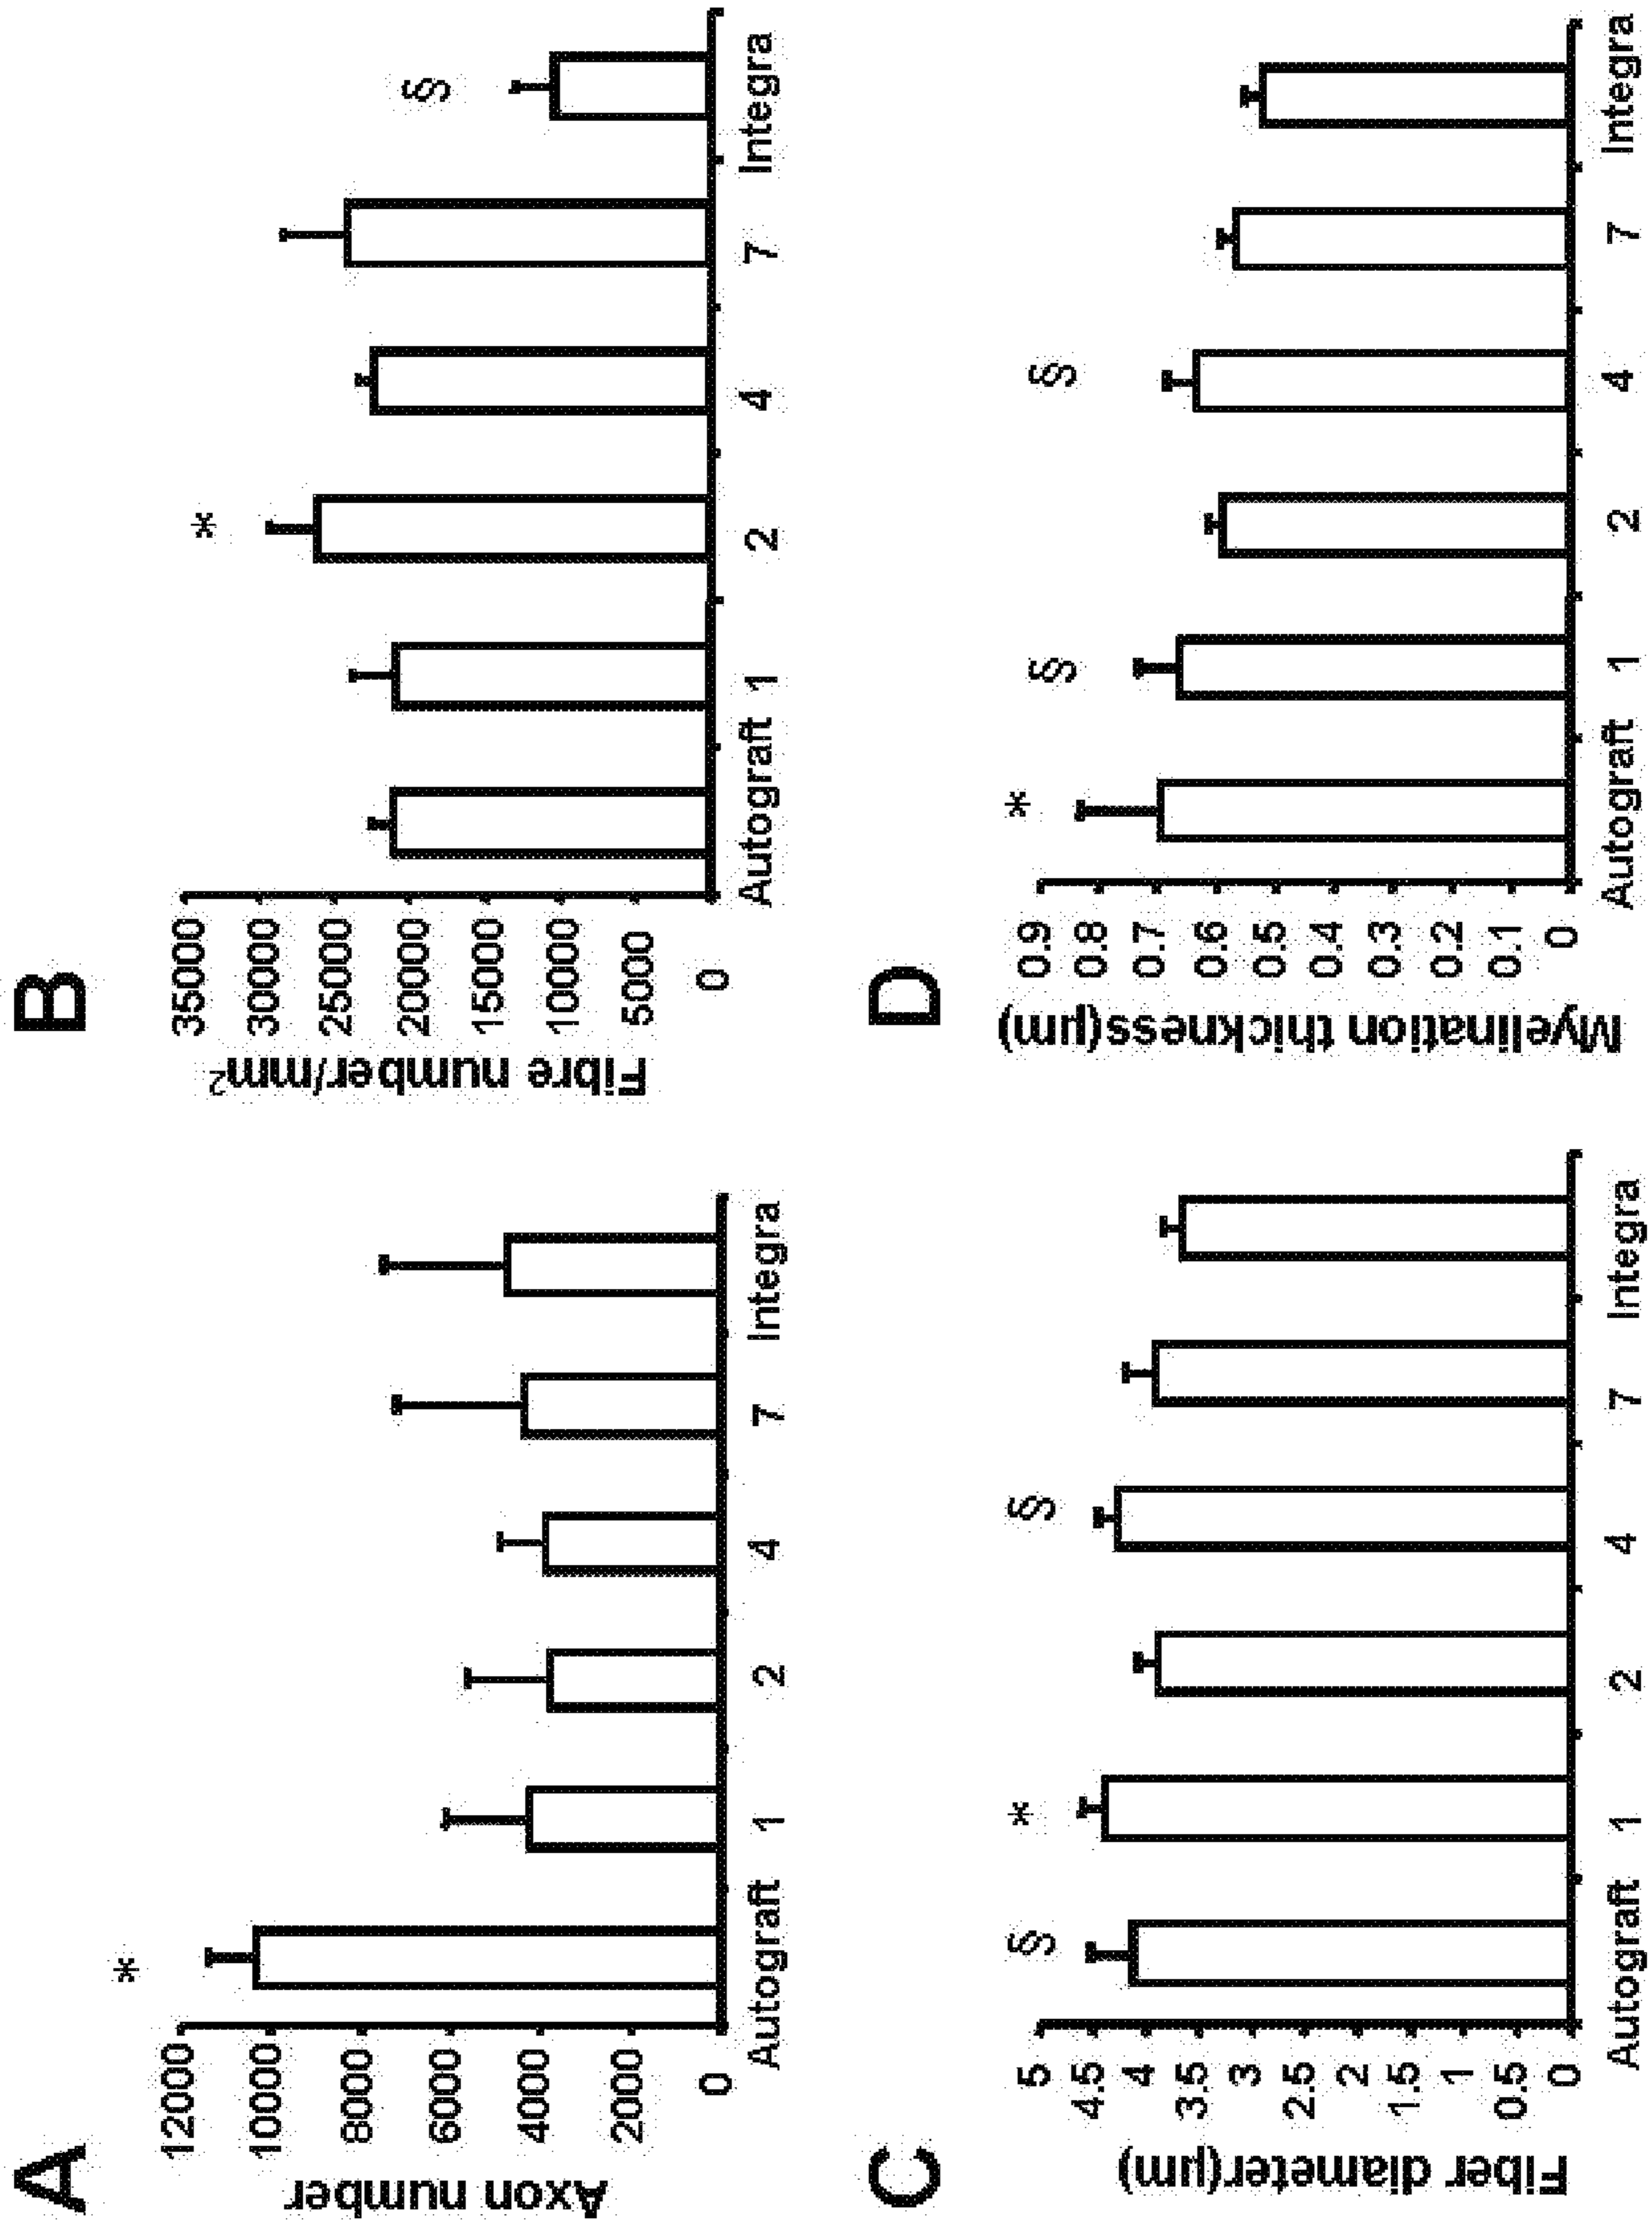 A
Axon number
12000
10000
8000
6000
4000
2000
0
*
Autograft 1 2 4 7 Integra
B
Fibre number/mm²
35000
30000
25000
20000
15000
10000
5000
0
*
§
Autograft 1 2 4 7 Integra
C
Fiber diameter(µm)
5
4.5
4
3.5
3
2.5
2
1.5
1
0.5
0
§ * §
Autograft 1 2 4 7 Integra
D
Myelination thickness(µm)
0.9
0.8
0.7
0.6
0.5
0.4
0.3
0.2
0.1
0
* § §
Autograft 1 2 4 7 Integra